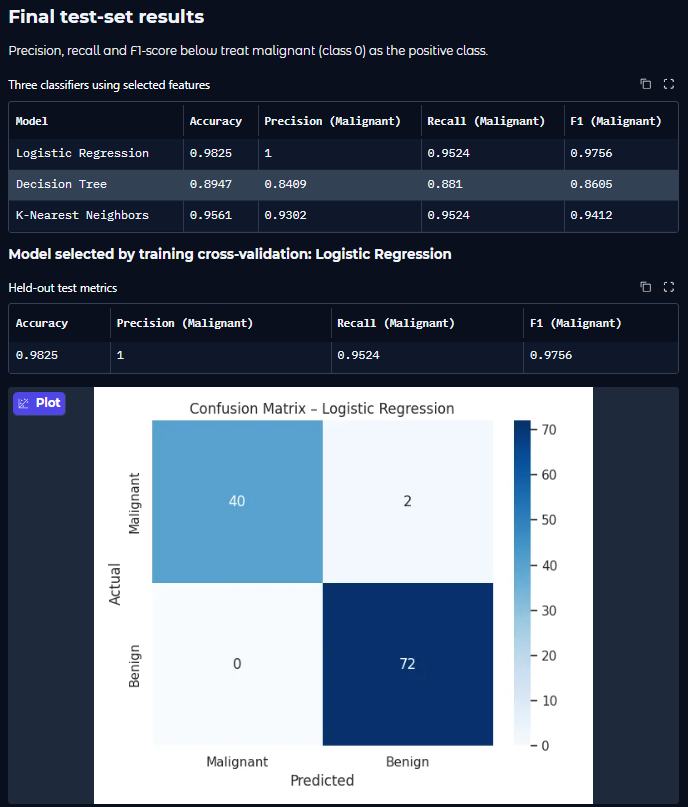 Final test-set results
Precision, recall and F1-score below treat malignant (class 0) as the positive class.
Three classifiers using selected features
Model Accuracy Precision (Malignant) Recall (Malignant) F1 (Malignant)
Logistic Regression 0.9825 1 0.9524 0.9756
Decision Tree 0.8947 0.8409 0.881 0.8605
K-Nearest Neighbors 0.9561 0.9302 0.9524 0.9412
Model selected by training cross-validation: Logistic Regression
Held-out test metrics
Accuracy Precision (Malignant) Recall (Malignant) F1 (Malignant)
0.9825 1 0.9524 0.9756
Plot
Confusion Matrix – Logistic Regression
70
60
50
40
30
20
10
0
Actual
Malignant
40 2
Benign
0 72
Malignant Benign
Predicted